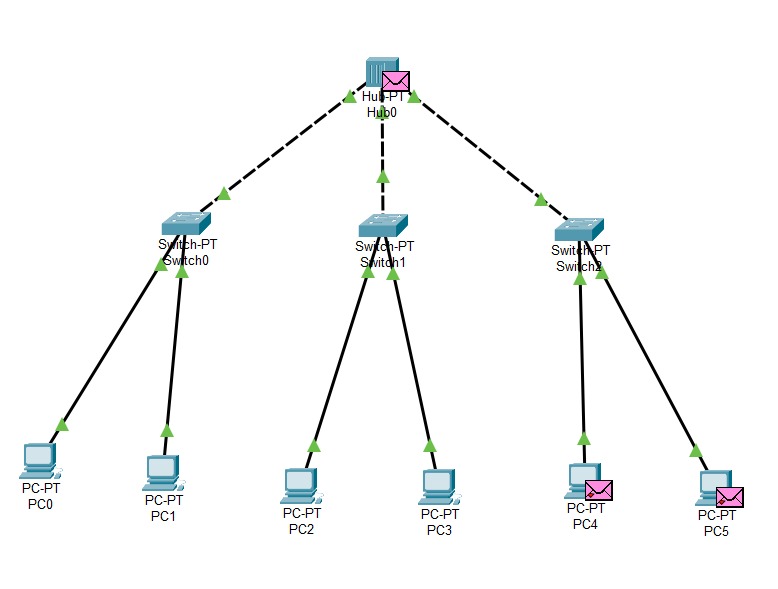 Hub-PT
Hub0
Switch-PT
Switch0
Switch-PT
Switch1
Switch-PT
Switch2
PC-PT
PC0
PC-PT
PC1
PC-PT
PC2
PC-PT
PC3
PC-PT
PC4
PC-PT
PC5